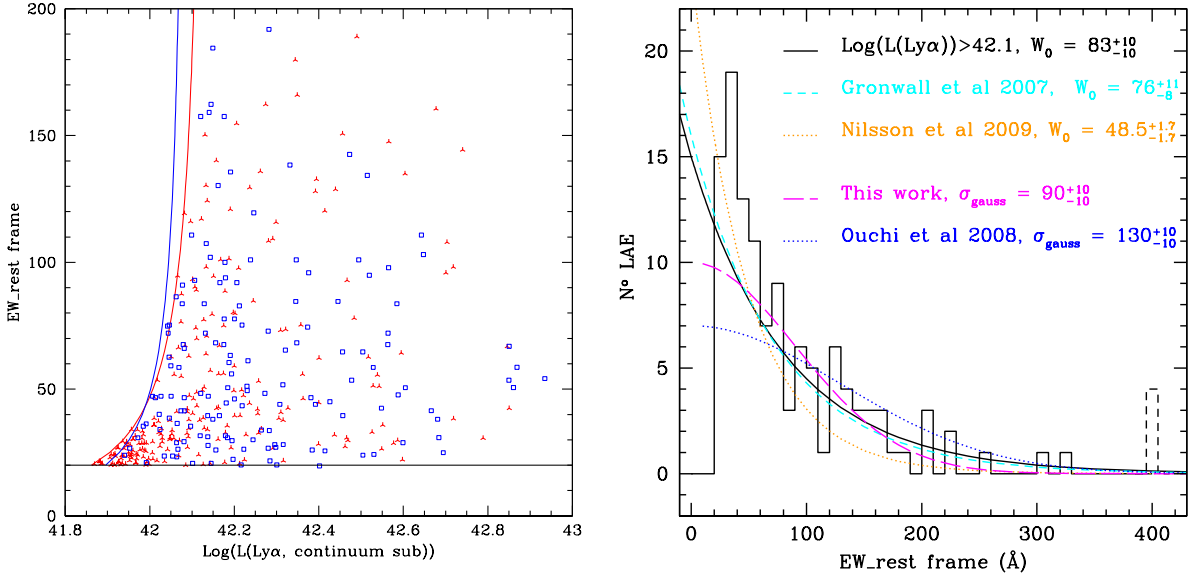 200
150
100
50
0
EW_rest frame
41.8 42 42.2 42.4 42.6 42.8 43
Log(L(Lyα, continuum sub))
20
15
10
5
0
Nº LAE
Log(L(Lyα))>42.1, W₀ = 83+10−10
Gronwall et al 2007, W₀ = 76+11−8
Nilsson et al 2009, W₀ = 48.5+1.7−1.7
This work, σgauss = 90+10−10
Ouchi et al 2008, σgauss = 130+10−10
0 100 200 300 400
EW_rest frame (Å)